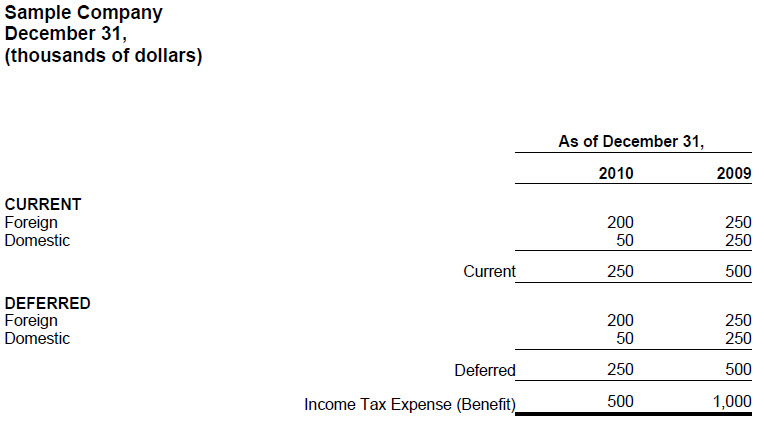 Sample Company
December 31,
(thousands of dollars)
As of December 31,
2010 2009
CURRENT
Foreign 200 250
Domestic 50 250
Current 250 500
DEFERRED
Foreign 200 250
Domestic 50 250
Deferred 250 500
Income Tax Expense (Benefit) 500 1,000